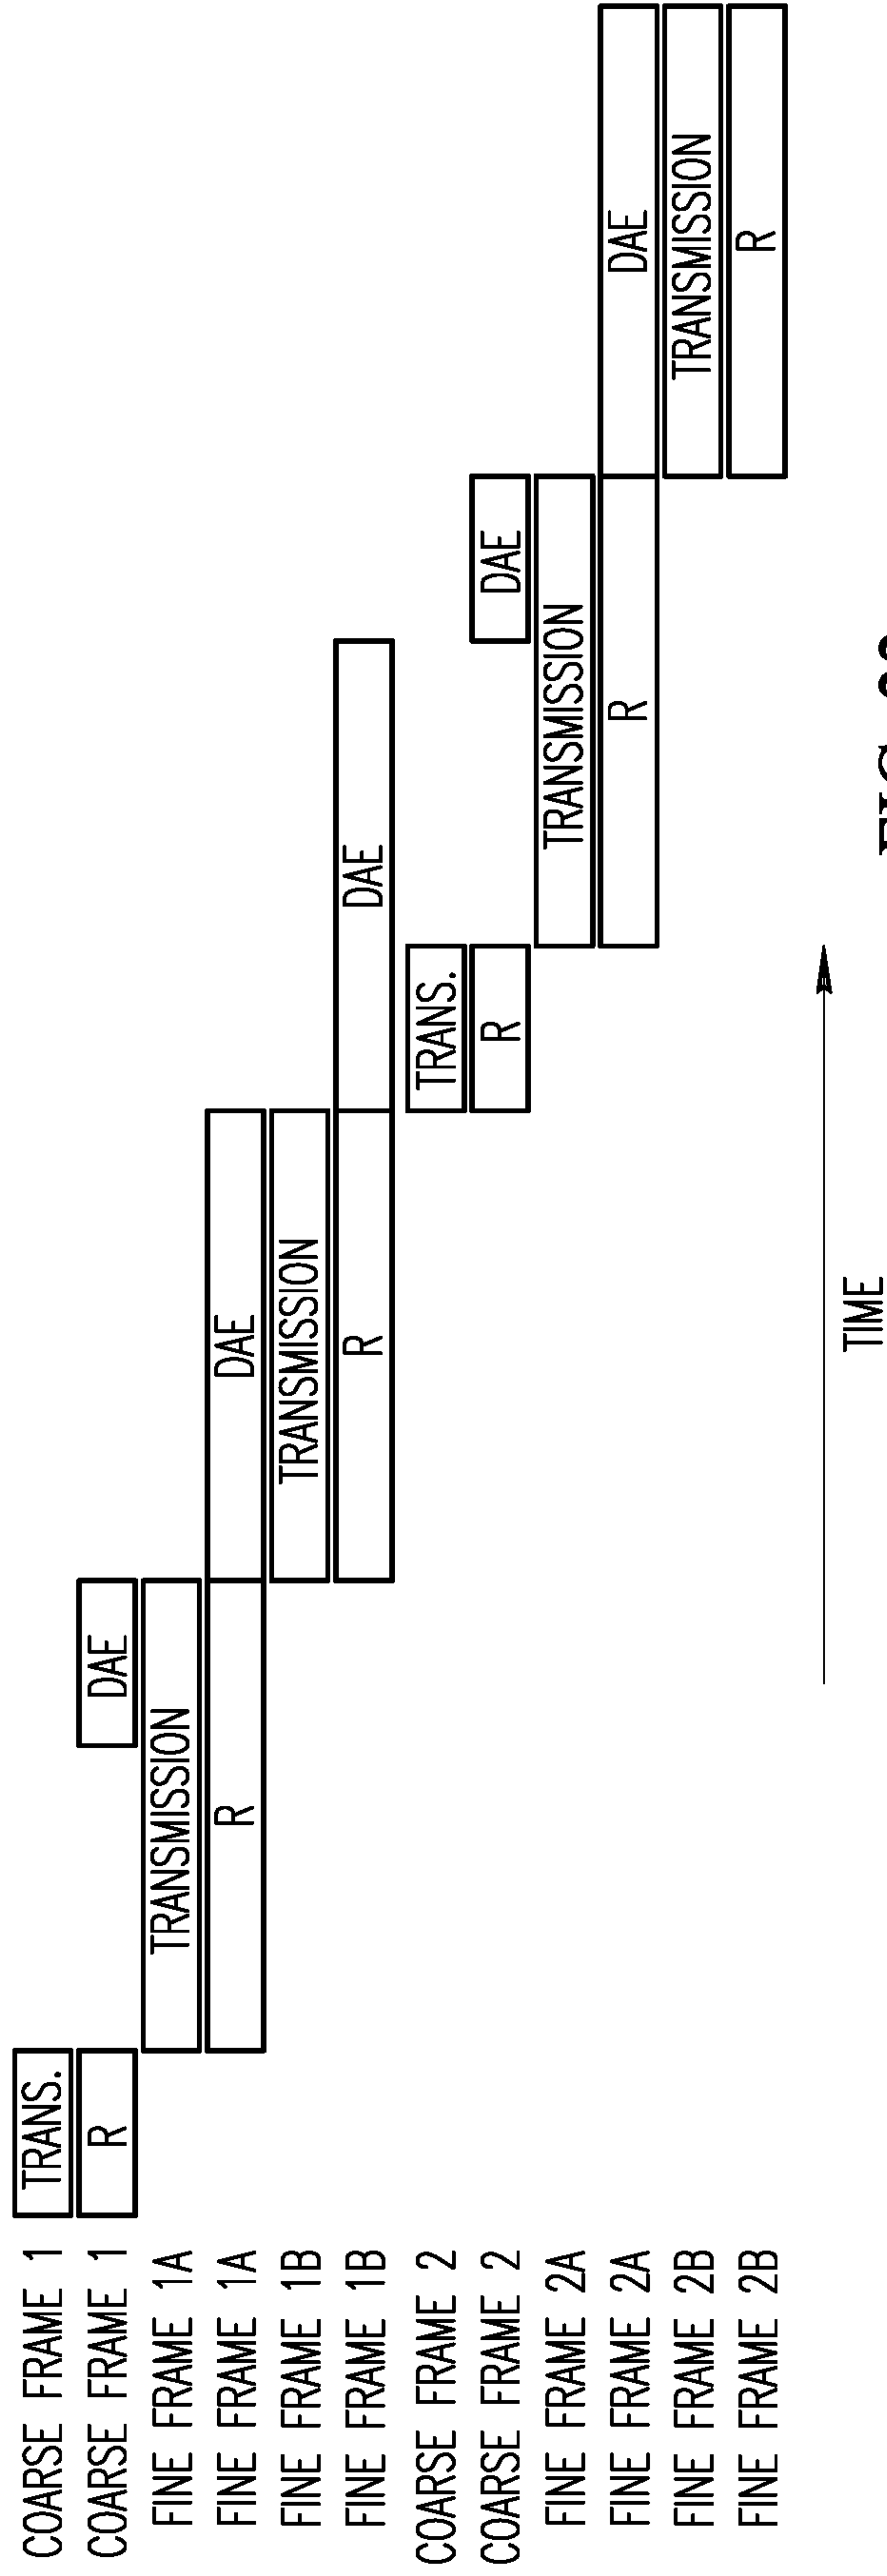 COARSE FRAME 1 TRANS.
COARSE FRAME 1 R DAE
FINE FRAME 1A TRANSMISSION
FINE FRAME 1A R DAE
FINE FRAME 1B TRANSMISSION
FINE FRAME 1B R DAE
COARSE FRAME 2 TRANS.
COARSE FRAME 2 R DAE
FINE FRAME 2A TRANSMISSION
FINE FRAME 2A R DAE
FINE FRAME 2B TRANSMISSION
FINE FRAME 2B R
TIME